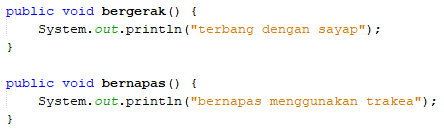 public void bergerak() {
    System.out.println("terbang dengan sayap");
}
public void bernapas() {
    System.out.println("bernapas menggunakan trakea");
}